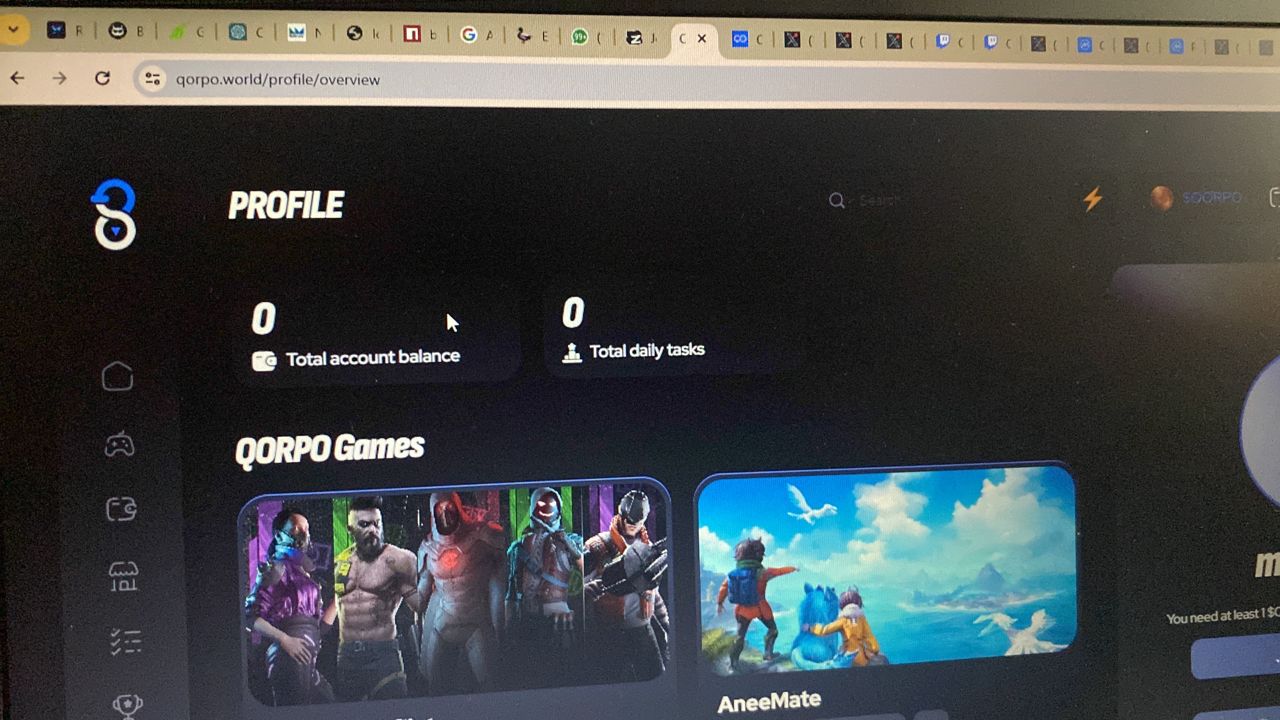 R B C C N 99+
qorpo.world/profile/overview
PROFILE
Search
$QORPO
0
Total account balance
0
Total daily tasks
QORPO Games
You need at least 1 $
AneeMate